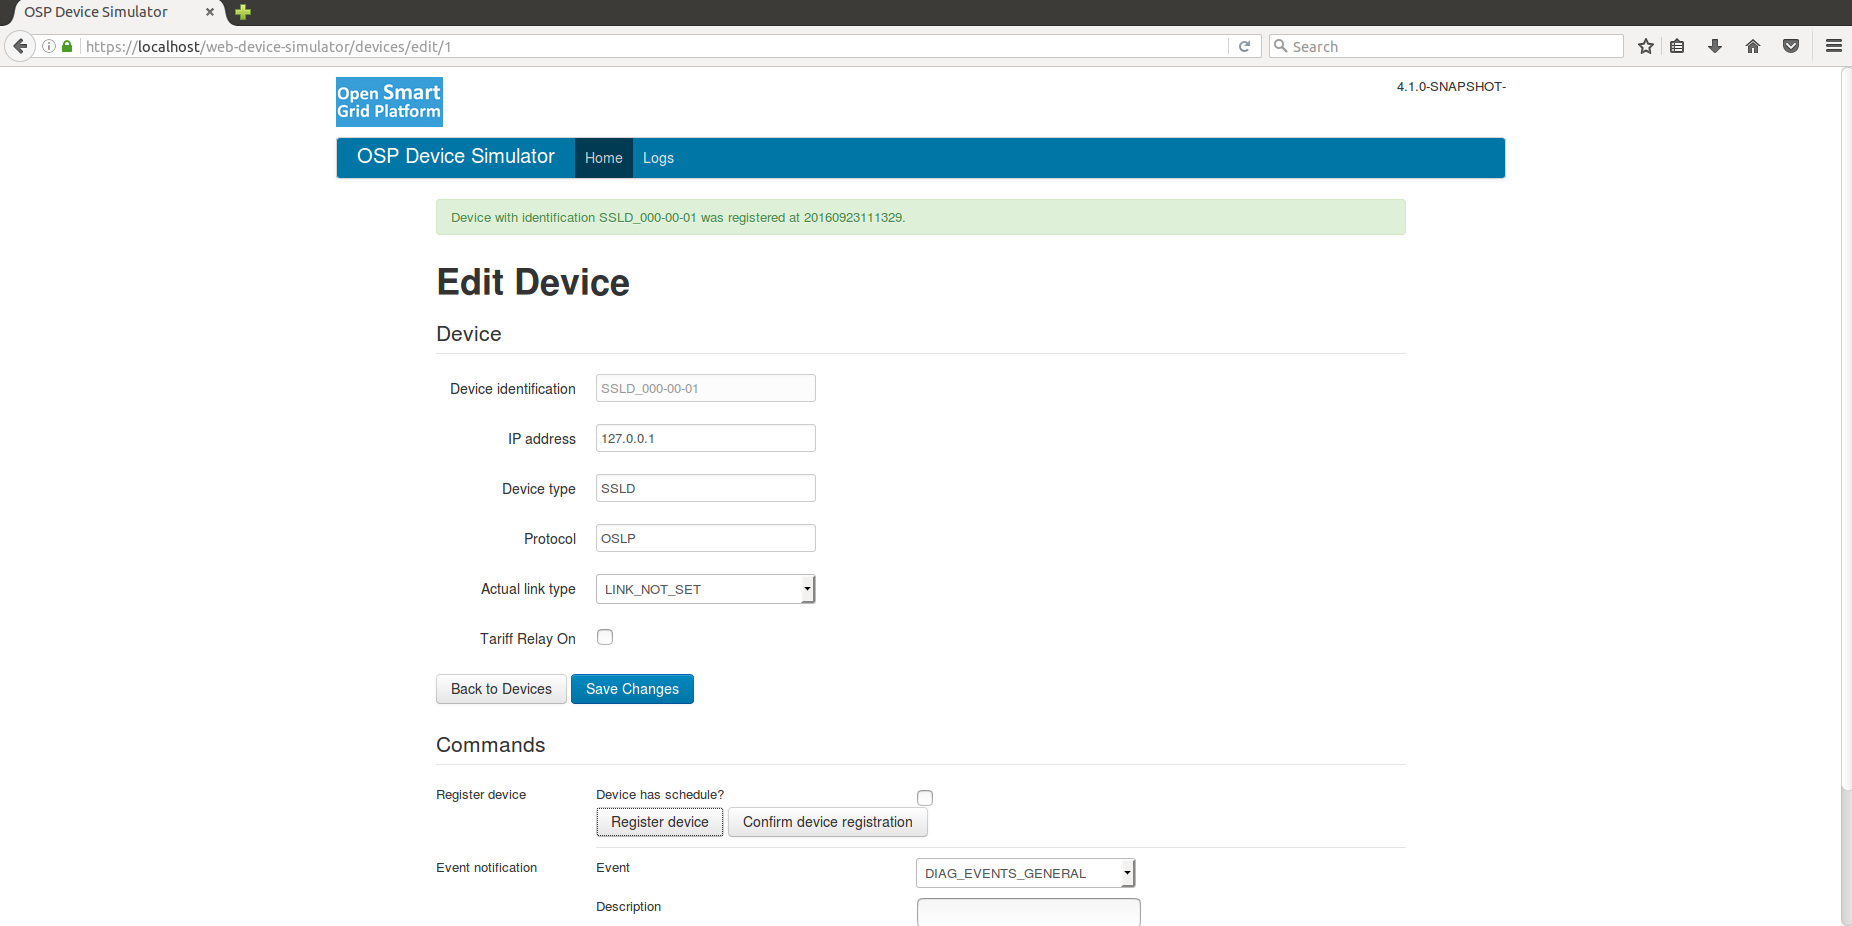 OSP Device Simulator
https://localhost/web-device-simulator/devices/edit/1
Search
Open Smart
Grid Platform
4.1.0-SNAPSHOT-
OSP Device Simulator Home Logs
Device with identification SSLD_000-00-01 was registered at 20160923111329.
Edit Device
Device
Device identification SSLD_000-00-01
IP address 127.0.0.1
Device type SSLD
Protocol OSLP
Actual link type LINK_NOT_SET
Tariff Relay On
Back to Devices Save Changes
Commands
Register device Device has schedule?
Register device Confirm device registration
Event notification Event DIAG_EVENTS_GENERAL
Description